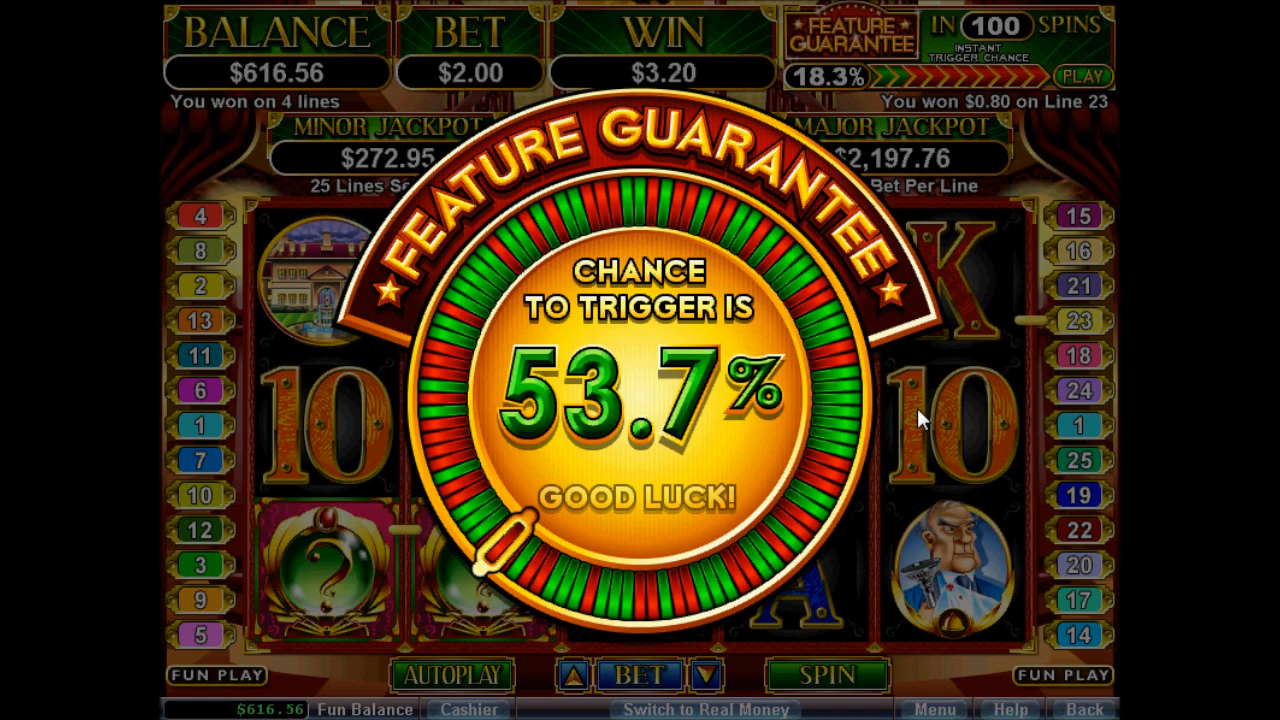 BALANCE
BET
WIN
FEATURE
GUARANTEE
IN 100 SPINS
INSTANT
TRIGGER CHANCE
$616.56
$2.00
$3.20
18.3%
PLAY
You won on 4 lines
You won $0.80 on Line 23
MINOR JACKPOT
MAJOR JACKPOT
$272.95
$2,197.76
25 Lines Se
Bet Per Line
FEATURE GUARANTEE
CHANCE
TO TRIGGER IS
53.7%
GOOD LUCK!
4
8
2
13
11
6
1
7
10
12
3
9
5
K
10
10
?
?
A
15
16
21
23
18
24
1
25
19
22
20
17
14
FUN PLAY
AUTOPLAY
BET
SPIN
FUN PLAY
$616.56
Fun Balance
Cashier
Switch to Real Money
Menu
Help
Back